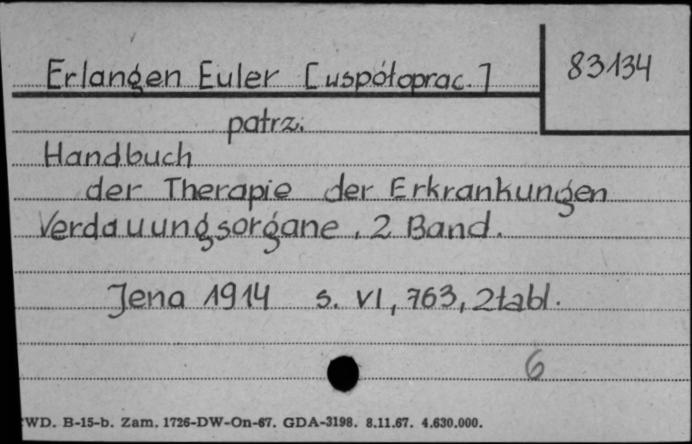 Erlangen Euler [uspółoprac.]
83134
patrz.
Handbuch
der Therapie der Erkrankungen
Verdauungsorgane, 2 Band.
Jena 1914 s. VI, 763, 2tabl.
6
WD. B-15-b. Zam. 1726-DW-On-67. GDA-3198. 8.11.67. 4.630.000.